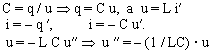 C = q / u ⇒ q = C u, a u = L i′
i = – q ′, i = – C u′.
u = – L C u′′ ⇒ u ′′ = – (1 / LC) · u